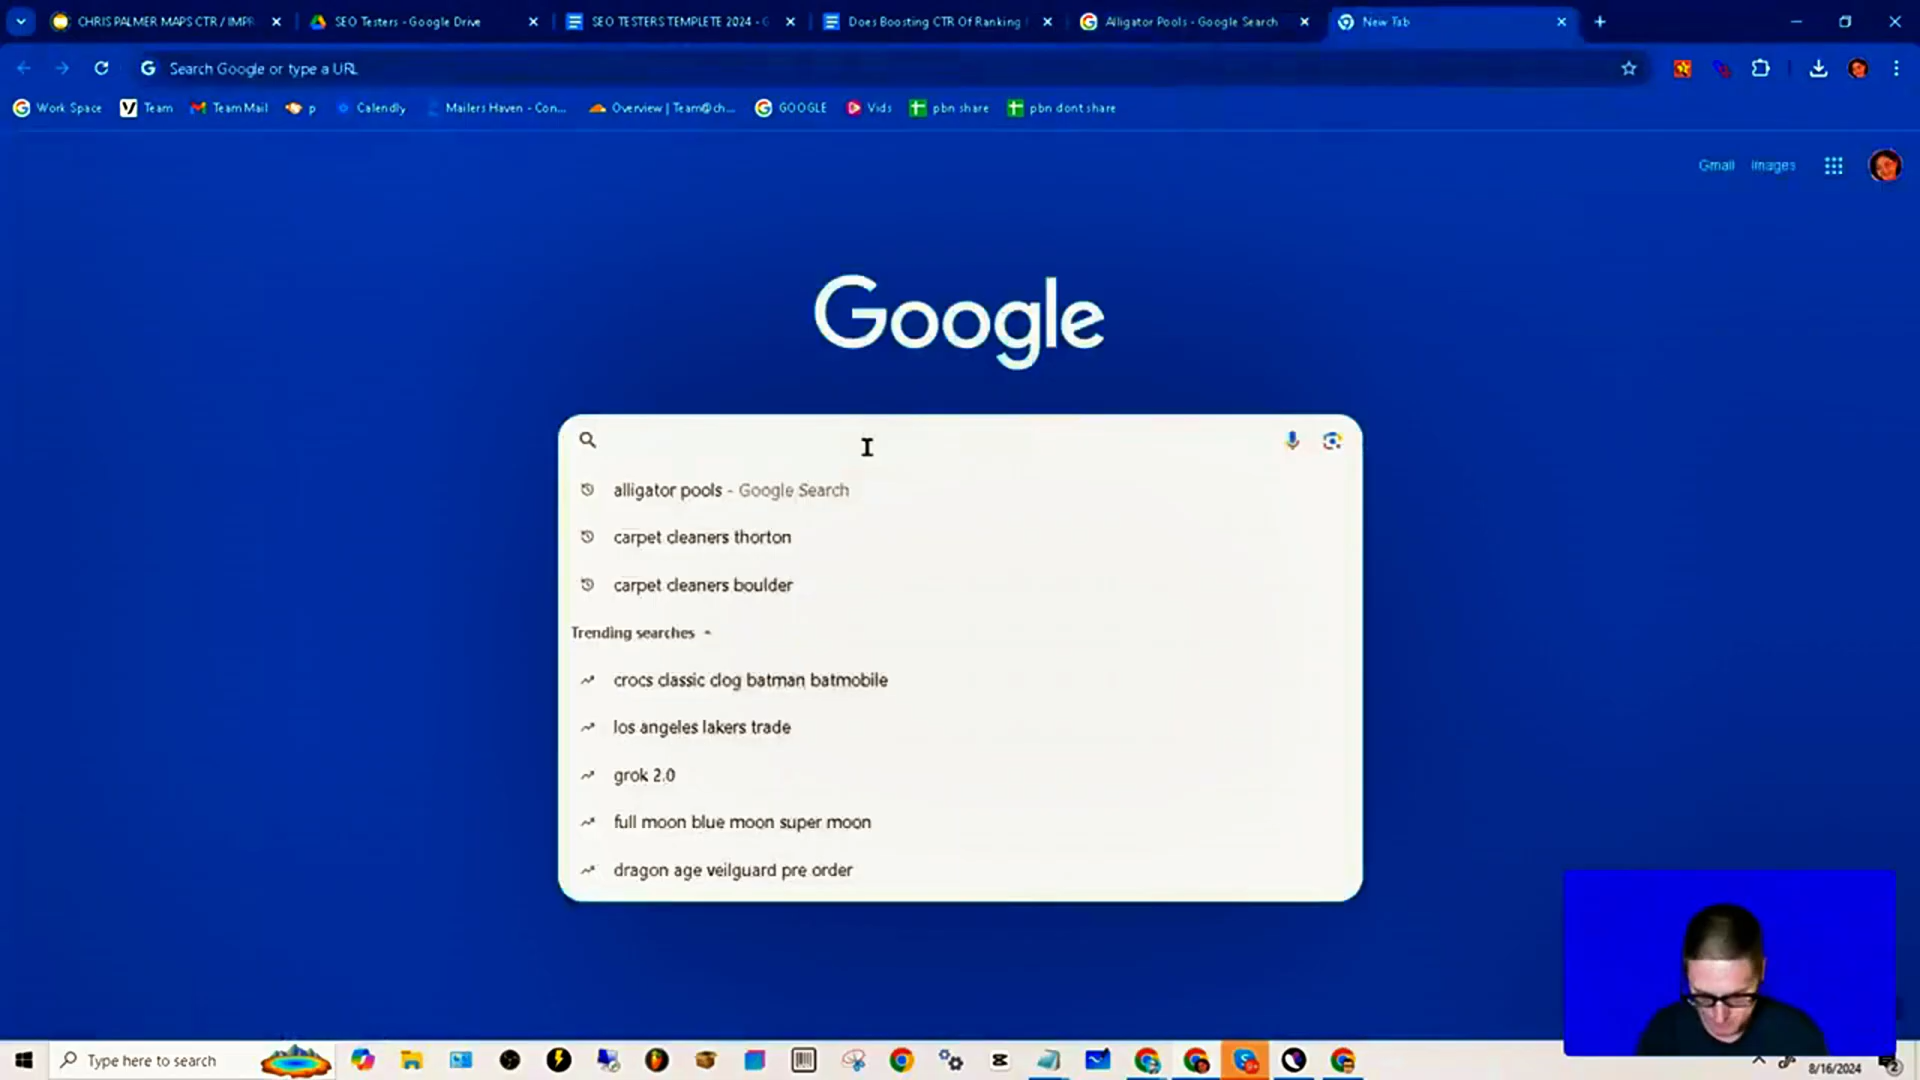 CHRIS PALMER MAPS CTR / IMPR
SEO Testers - Google Drive
SEO TESTERS TEMPLETE 2024 - G
Does Boosting CTR Of Ranking
Alligator Pools - Google Search
New Tab
Search Google or type a URL
Work Space
Team
Team Mail
p
Calendly
Mailers Haven - Con...
Overview | Team@ch...
GOOGLE
Vids
pbn share
pbn dont share
Gmail
Images
Google
alligator pools - Google Search
carpet cleaners thorton
carpet cleaners boulder
Trending searches
crocs classic clog batman batmobile
los angeles lakers trade
grok 2.0
full moon blue moon super moon
dragon age veilguard pre order
Type here to search
8/16/2024
2